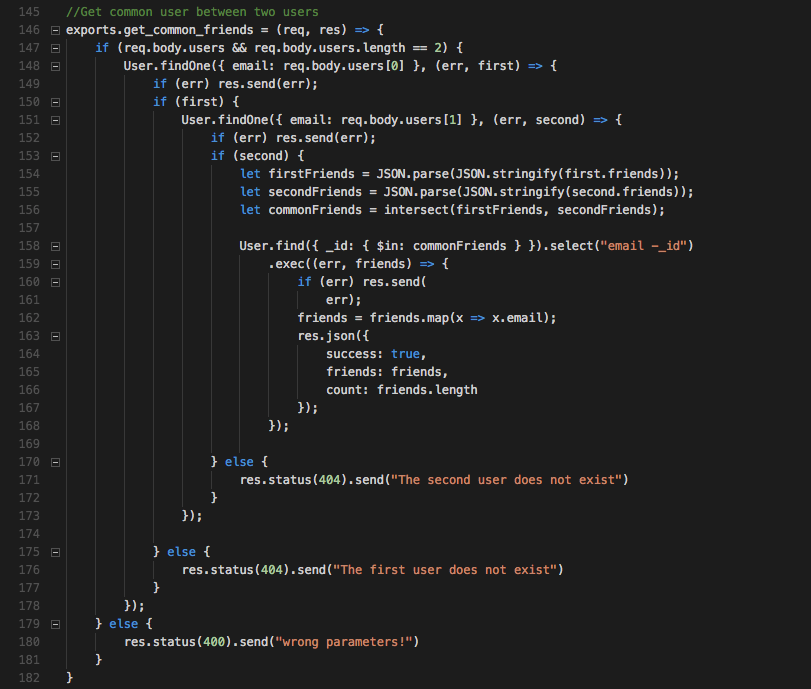 145 //Get common user between two users
146 exports.get_common_friends = (req, res) => {
147     if (req.body.users && req.body.users.length == 2) {
148         User.findOne({ email: req.body.users[0] }, (err, first) => {
149             if (err) res.send(err);
150             if (first) {
151                 User.findOne({ email: req.body.users[1] }, (err, second) => {
152                     if (err) res.send(err);
153                     if (second) {
154                         let firstFriends = JSON.parse(JSON.stringify(first.friends));
155                         let secondFriends = JSON.parse(JSON.stringify(second.friends));
156                         let commonFriends = intersect(firstFriends, secondFriends);
157
158                         User.find({ _id: { $in: commonFriends } }).select("email -_id")
159                             .exec((err, friends) => {
160                                 if (err) res.send(
161                                     err);
162                                 friends = friends.map(x => x.email);
163                                 res.json({
164                                     success: true,
165                                     friends: friends,
166                                     count: friends.length
167                                 });
168                             });
169
170                     } else {
171                         res.status(404).send("The second user does not exist")
172                     }
173                 });
174
175             } else {
176                 res.status(404).send("The first user does not exist")
177             }
178         });
179     } else {
180         res.status(400).send("wrong parameters!")
181     }
182 }